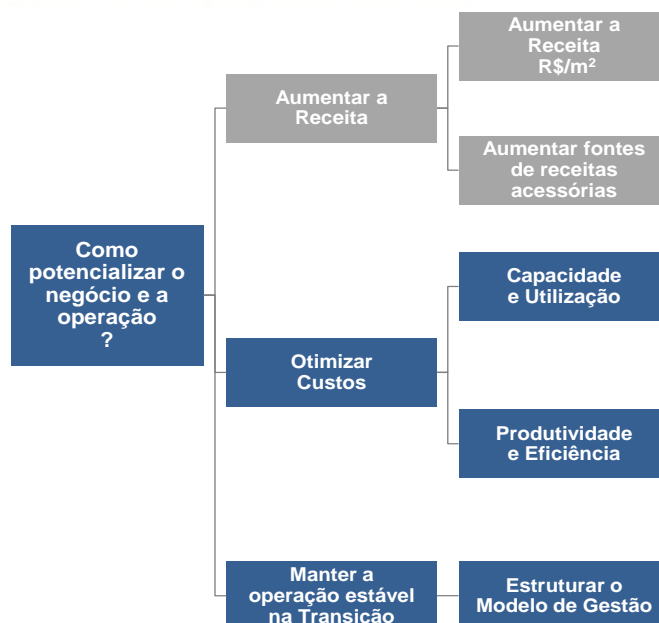 Como
potencializar o
negócio e a
operação
?
Aumentar a
Receita
Aumentar a
Receita
R$/m²
Aumentar fontes
de receitas
acessórias
Otimizar
Custos
Capacidade
e Utilização
Produtividade
e Eficiência
Manter a
operação estável
na Transição
Estruturar o
Modelo de Gestão